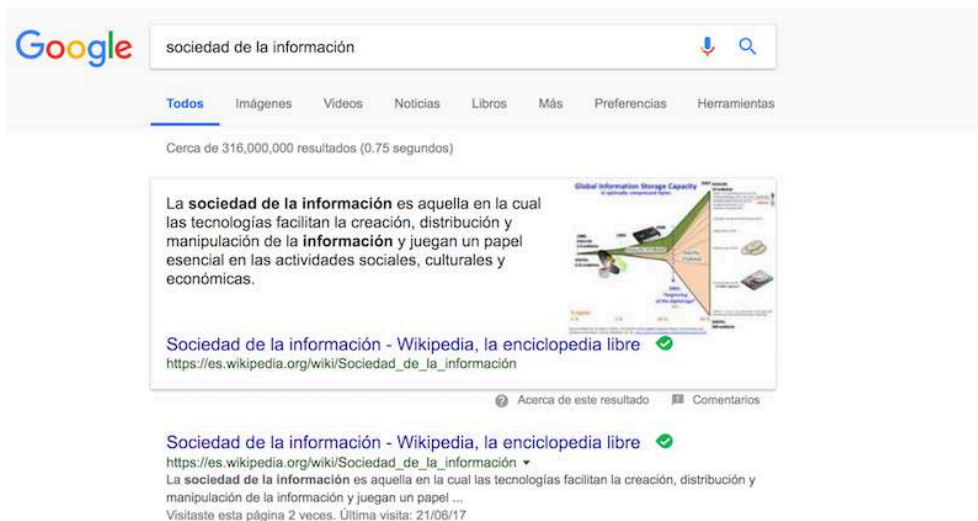 Google
sociedad de la información
Todos Imágenes Videos Noticias Libros Más Preferencias Herramientas
Cerca de 316,000,000 resultados (0.75 segundos)
La sociedad de la información es aquella en la cual
las tecnologías facilitan la creación, distribución y
manipulación de la información y juegan un papel
esencial en las actividades sociales, culturales y
económicas.
Global Information Storage Capacity
in optimally compressed bytes
Sociedad de la información - Wikipedia, la enciclopedia libre
https://es.wikipedia.org/wiki/Sociedad_de_la_información
Acerca de este resultado Comentarios
Sociedad de la información - Wikipedia, la enciclopedia libre
https://es.wikipedia.org/wiki/Sociedad_de_la_información
La sociedad de la información es aquella en la cual las tecnologías facilitan la creación, distribución y
manipulación de la información y juegan un papel ...
Visitaste esta página 2 veces. Última visita: 21/06/17